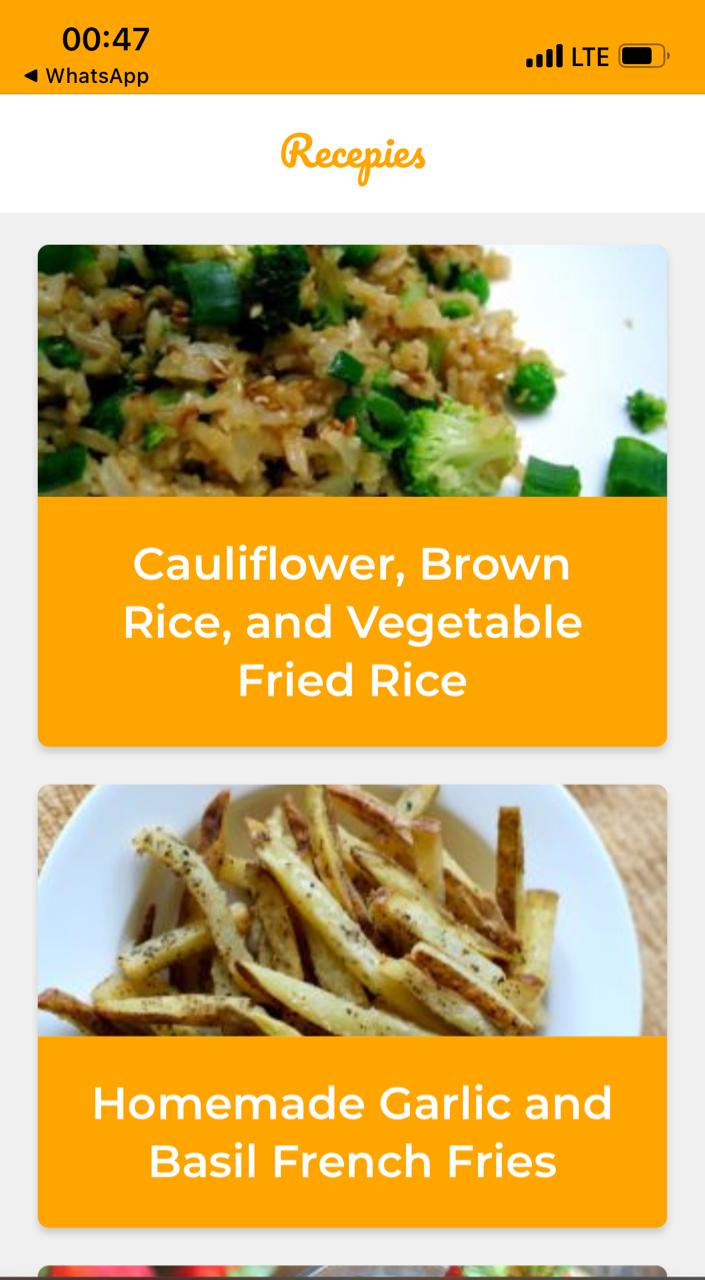 00:47
LTE
◀ WhatsApp
Recepies
Cauliflower, Brown
Rice, and Vegetable
Fried Rice
Homemade Garlic and
Basil French Fries